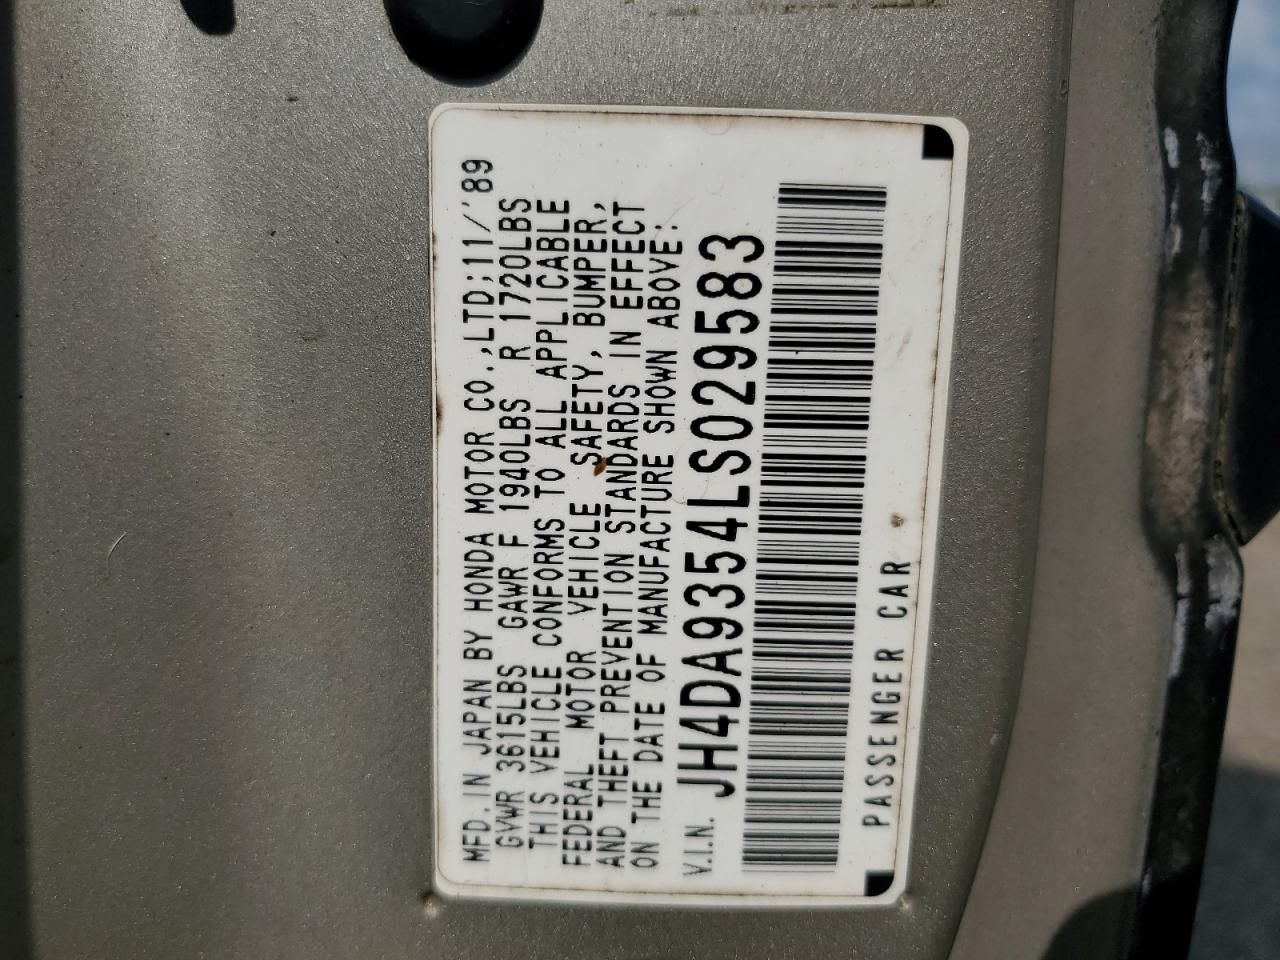 MFD. IN JAPAN BY HONDA MOTOR CO.,LTD;11/'89
GVWR 3615LBS GAWR F 1940LBS R 1720LBS
THIS VEHICLE CONFORMS TO ALL APPLICABLE
FEDERAL MOTOR VEHICLE SAFETY, BUMPER,
AND THEFT PREVENTION STANDARDS IN EFFECT
ON THE DATE OF MANUFACTURE SHOWN ABOVE:
V.I.N. JH4DA9354LS029583
PASSENGER CAR